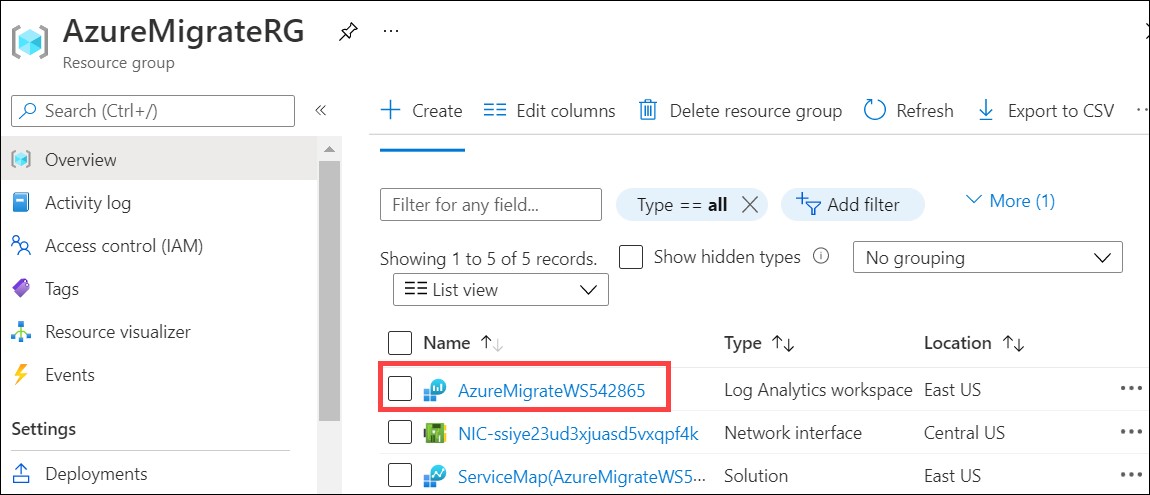 AzureMigrateRG
...
Resource group
Search (Ctrl+/)
«
Overview
Activity log
Access control (IAM)
Tags
Resource visualizer
Events
Settings
Deployments
Create
Edit columns
Delete resource group
Refresh
Export to CSV
Filter for any field...
Type == all
Add filter
More (1)
Showing 1 to 5 of 5 records.
Show hidden types
No grouping
List view
Name ↑↓ Type ↑↓ Location ↑↓
AzureMigrateWS542865 Log Analytics workspace East US ...
NIC-ssiye23ud3xjuasd5vxqpf4k Network interface Central US ...
ServiceMap(AzureMigrateWS5... Solution East US ...